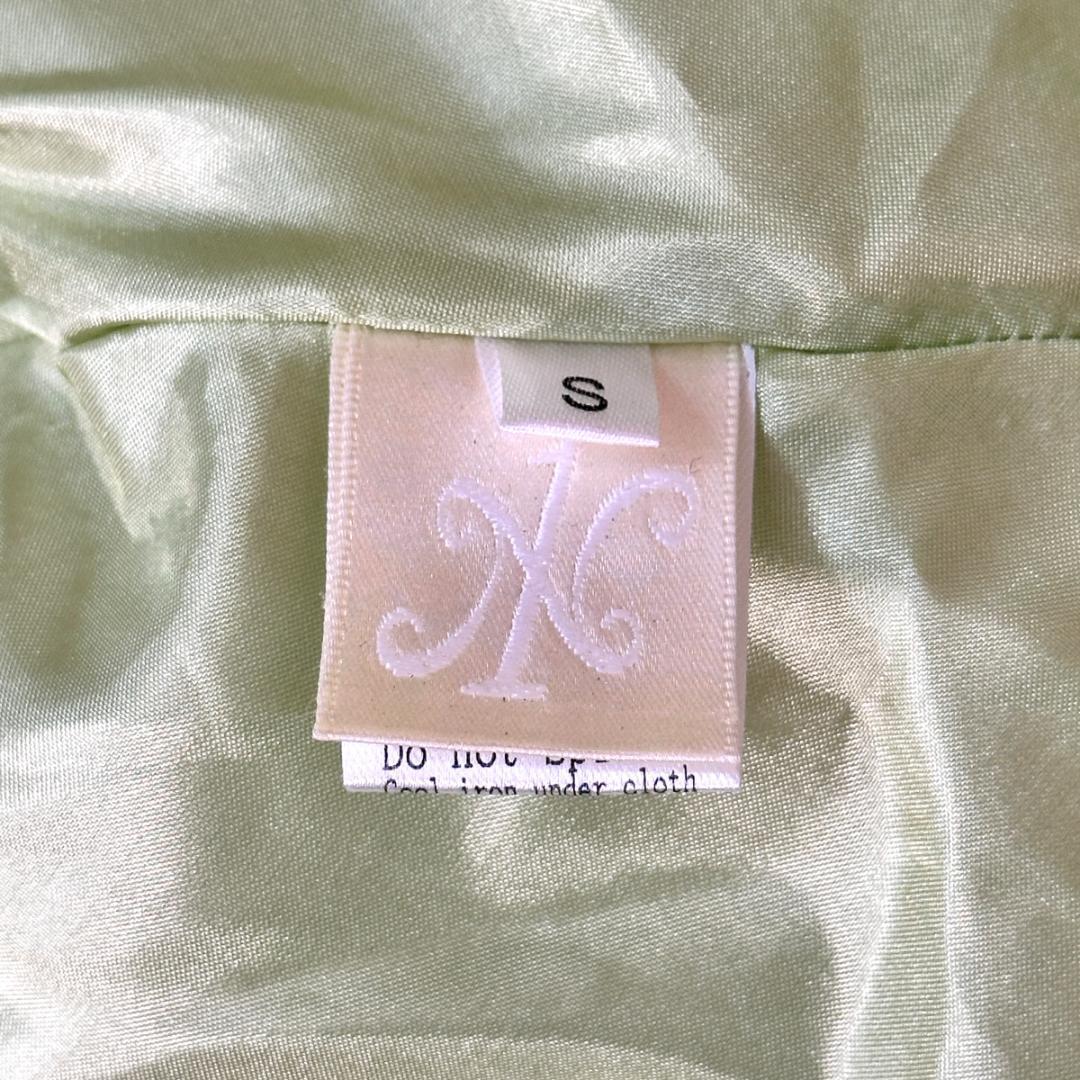 S
Do not
Cool iron under cloth